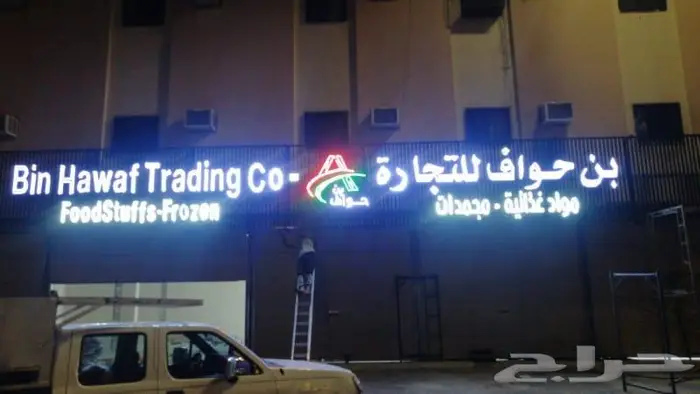 Bin Hawaf Trading Co-
FoodStuffs-Frozen
حواف
بن حواف للتجارة
مواد غذائية - مجمدات
حراج